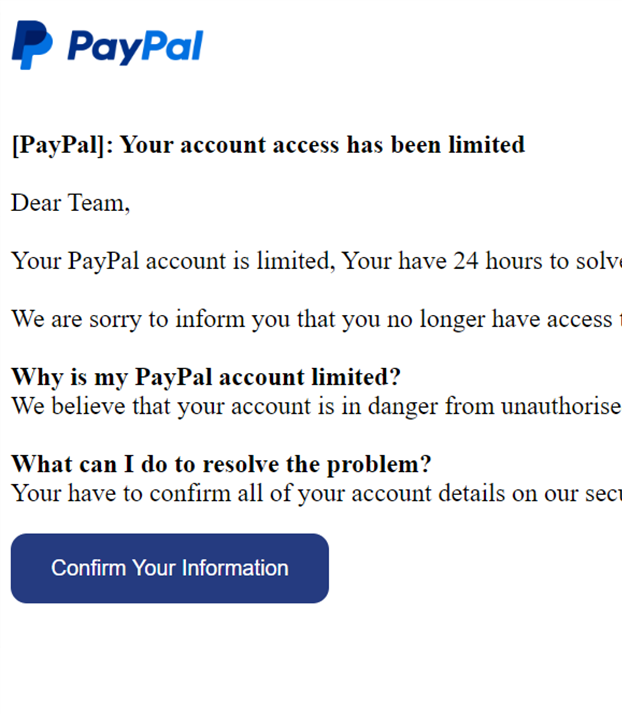 PayPal
[PayPal]: Your account access has been limited
Dear Team,
Your PayPal account is limited, Your have 24 hours to solve
We are sorry to inform you that you no longer have access
Why is my PayPal account limited?
We believe that your account is in danger from unauthorise
What can I do to resolve the problem?
Your have to confirm all of your account details on our secu
Confirm Your Information